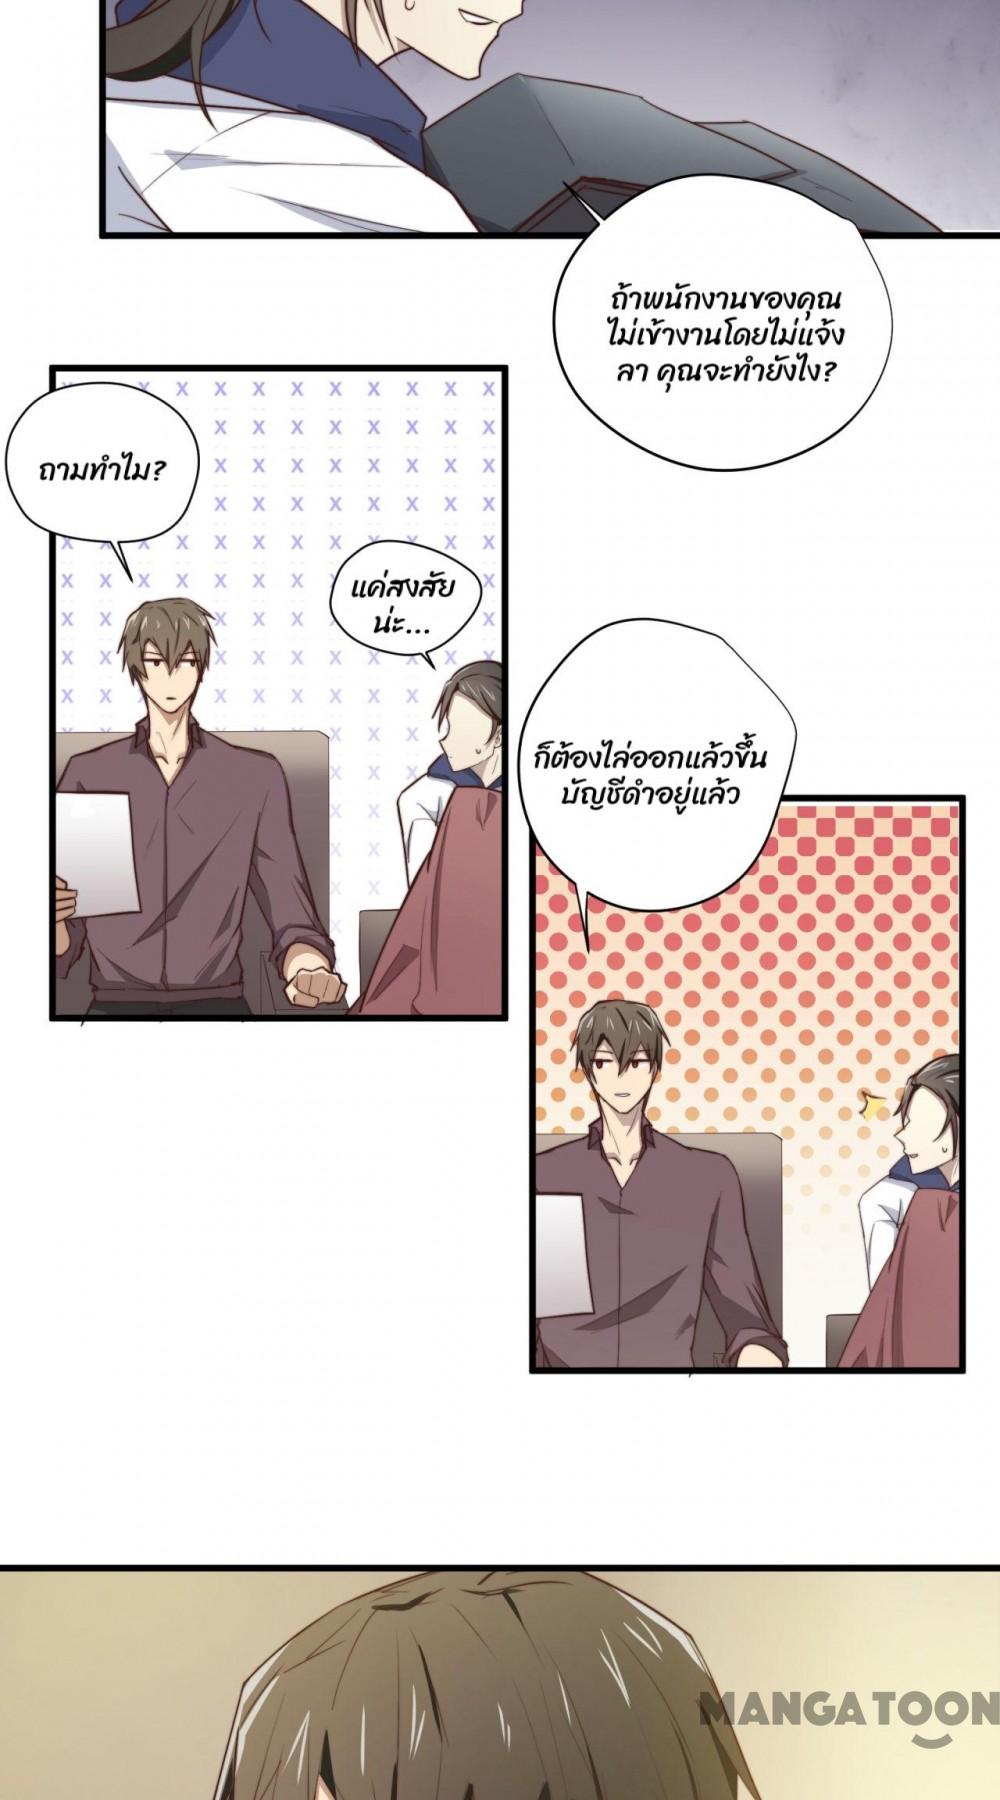 ถ้าพนักงานของคุณ
ไม่เข้างานโดยไม่แจ้ง
ลา คุณจะทำยังไง?
ถามทำไม?
แค่สงสัย
น่ะ...
ก็ต้องไล่ออกแล้วขึ้น
บัญชีดำอยู่แล้ว
MANGATOON